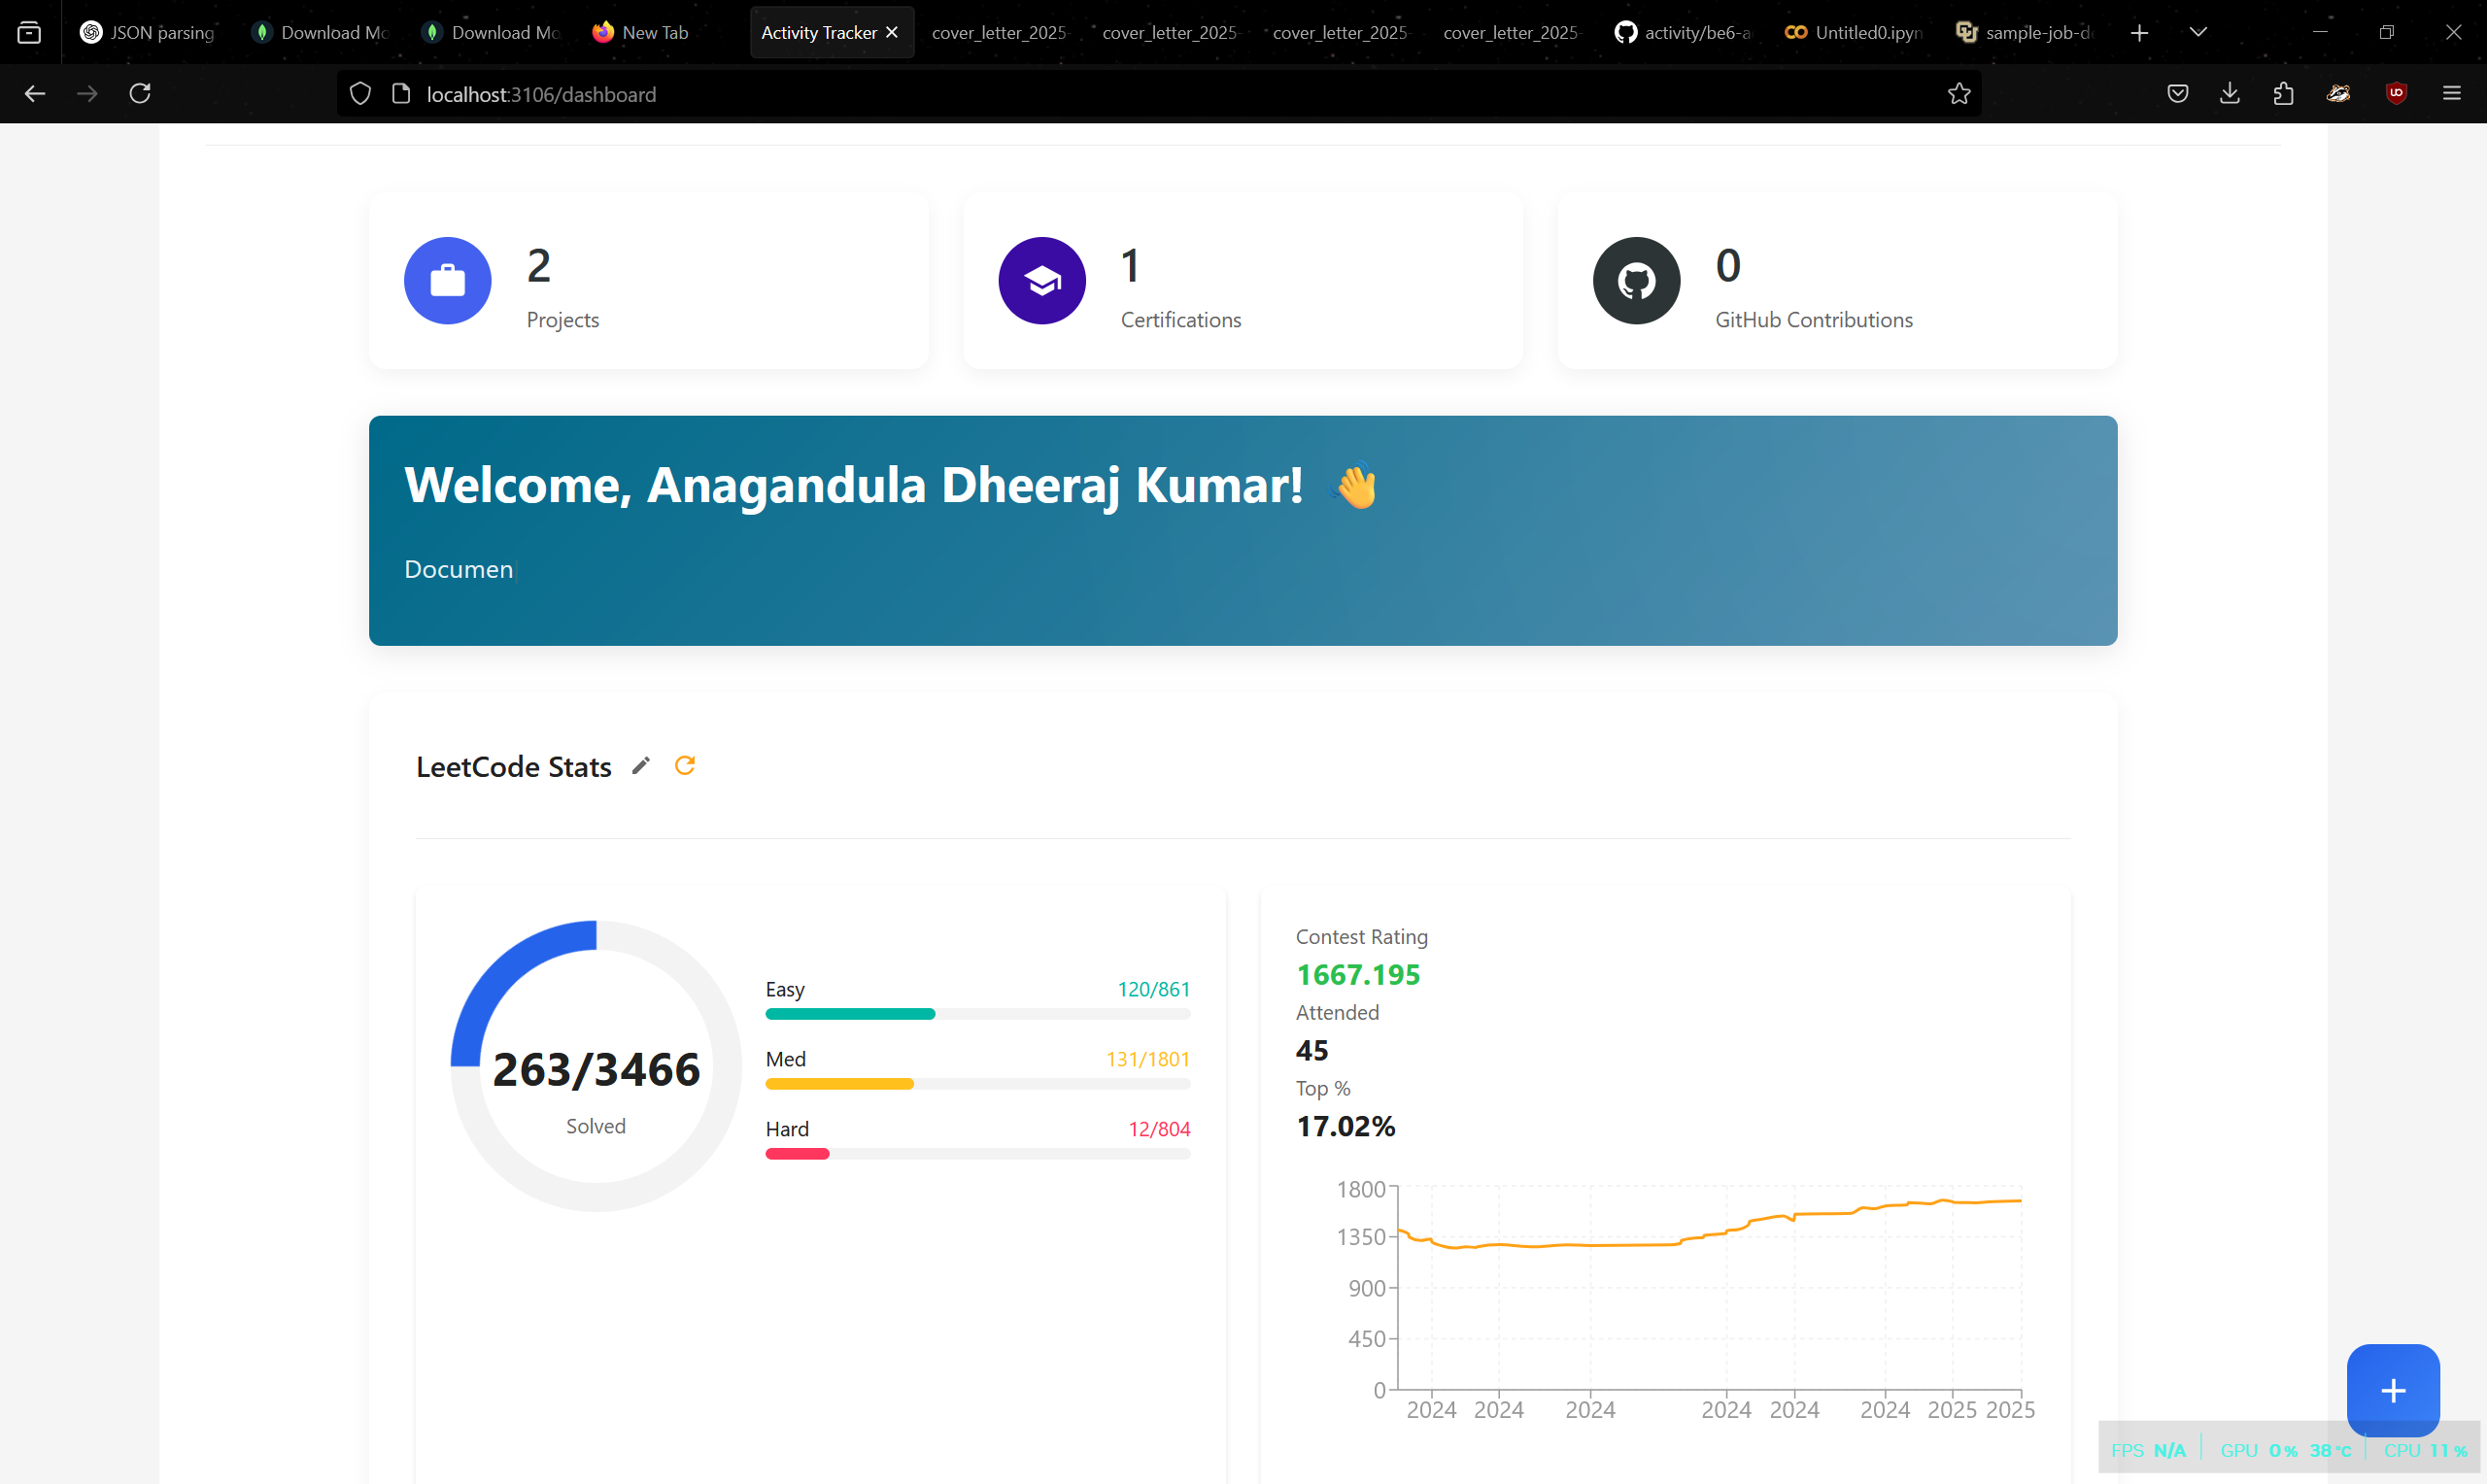 JSON parsing
Download Mo
Download Mo
New Tab
Activity Tracker
cover_letter_2025-
cover_letter_2025-
cover_letter_2025-
cover_letter_2025-
activity/be6-a
Untitled0.ipyn
sample-job-de
localhost:3106/dashboard
2
Projects
1
Certifications
0
GitHub Contributions
Welcome, Anagandula Dheeraj Kumar! 👋
Documen
LeetCode Stats
263/3466
Solved
Easy 120/861
Med 131/1801
Hard 12/804
Contest Rating
1667.195
Attended
45
Top %
17.02%
1800
1350
900
450
0
2024 2024 2024 2024 2024 2024 2025 2025
FPS N/A GPU 0% 38°C CPU 11%